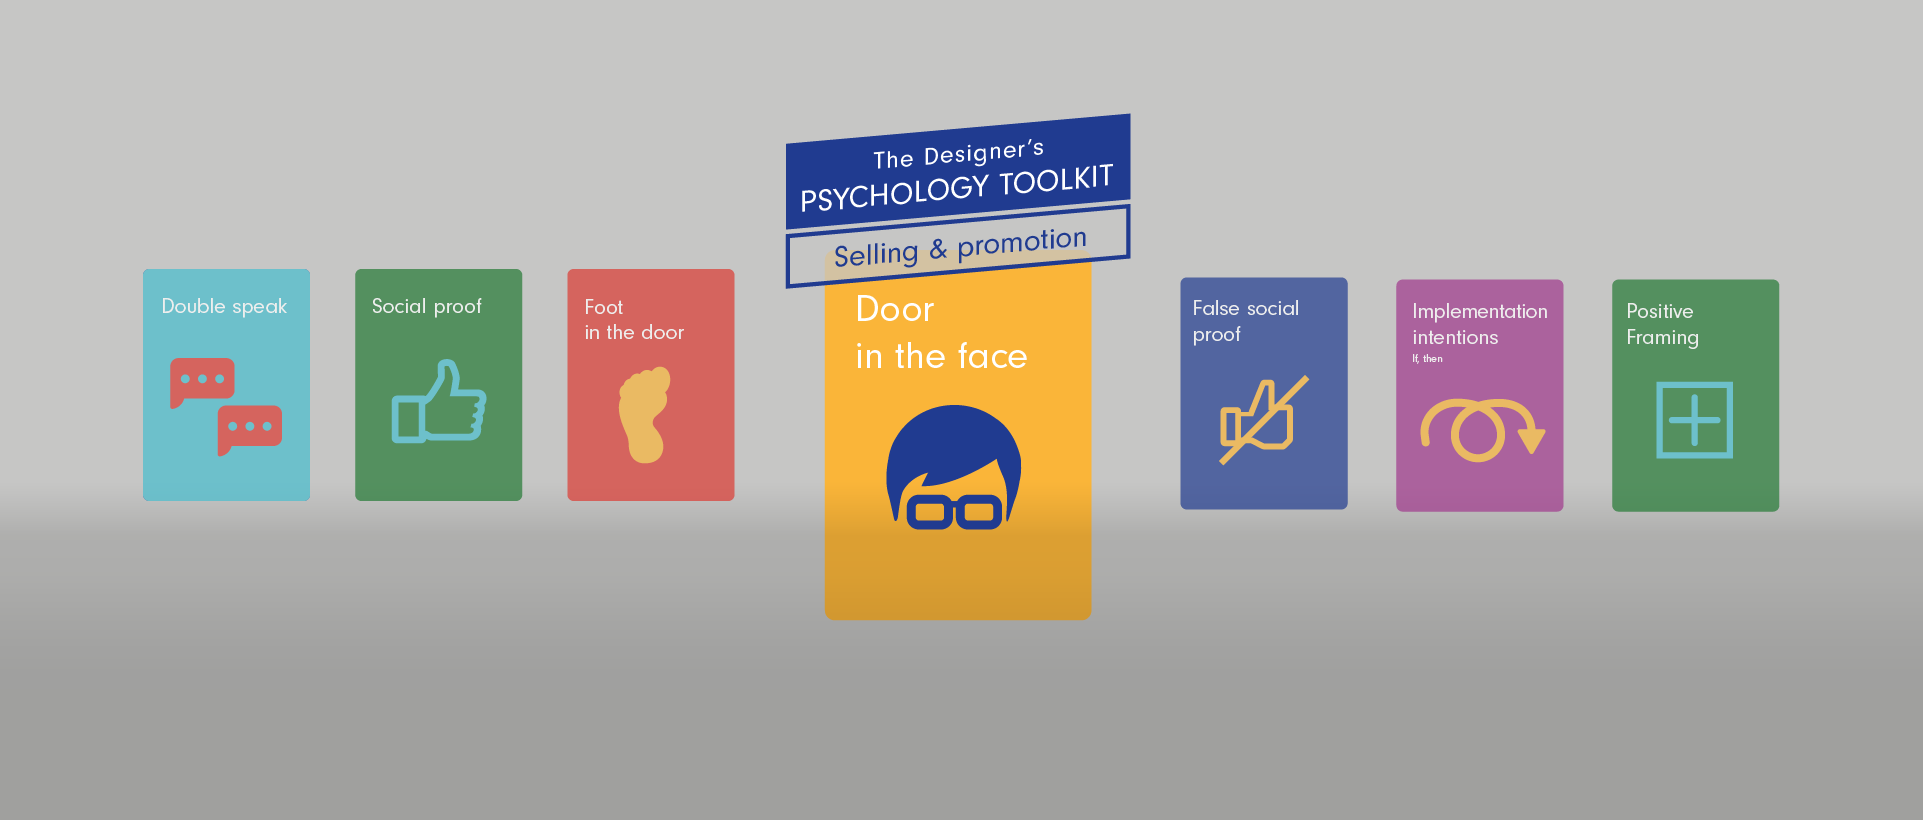 The Designer's
PSYCHOLOGY TOOLKIT
Selling & promotion
Double speak
Social proof
Foot
in the door
Door
in the face
False social
proof
Implementation
intentions
If, then
Positive
Framing